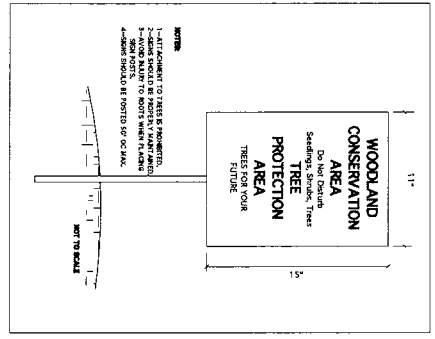 WOODLAND
CONSERVATION
AREA
Do Not Disturb
Seedlings, Shrubs, Trees
TREE
PROTECTION
AREA
TREES FOR YOUR
FUTURE
11"
15"
NOTES:
1-ATTACHMENT TO TREES IS PROHIBITED.
2-SIGNS SHOULD BE PROPERLY MAINTAINED.
3-AVOID INJURY TO ROOTS WHEN PLACING
SIGN POSTS.
4-SIGNS SHOULD BE POSTED 50' OC MAX.
NOT TO SCALE